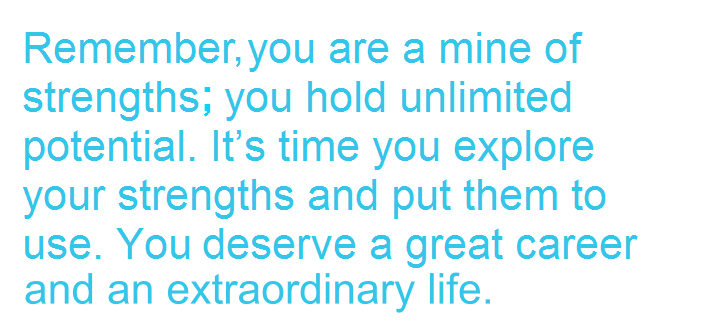 Remember, you are a mine of
strengths; you hold unlimited
potential. It’s time you explore
your strengths and put them to
use. You deserve a great career
and an extraordinary life.